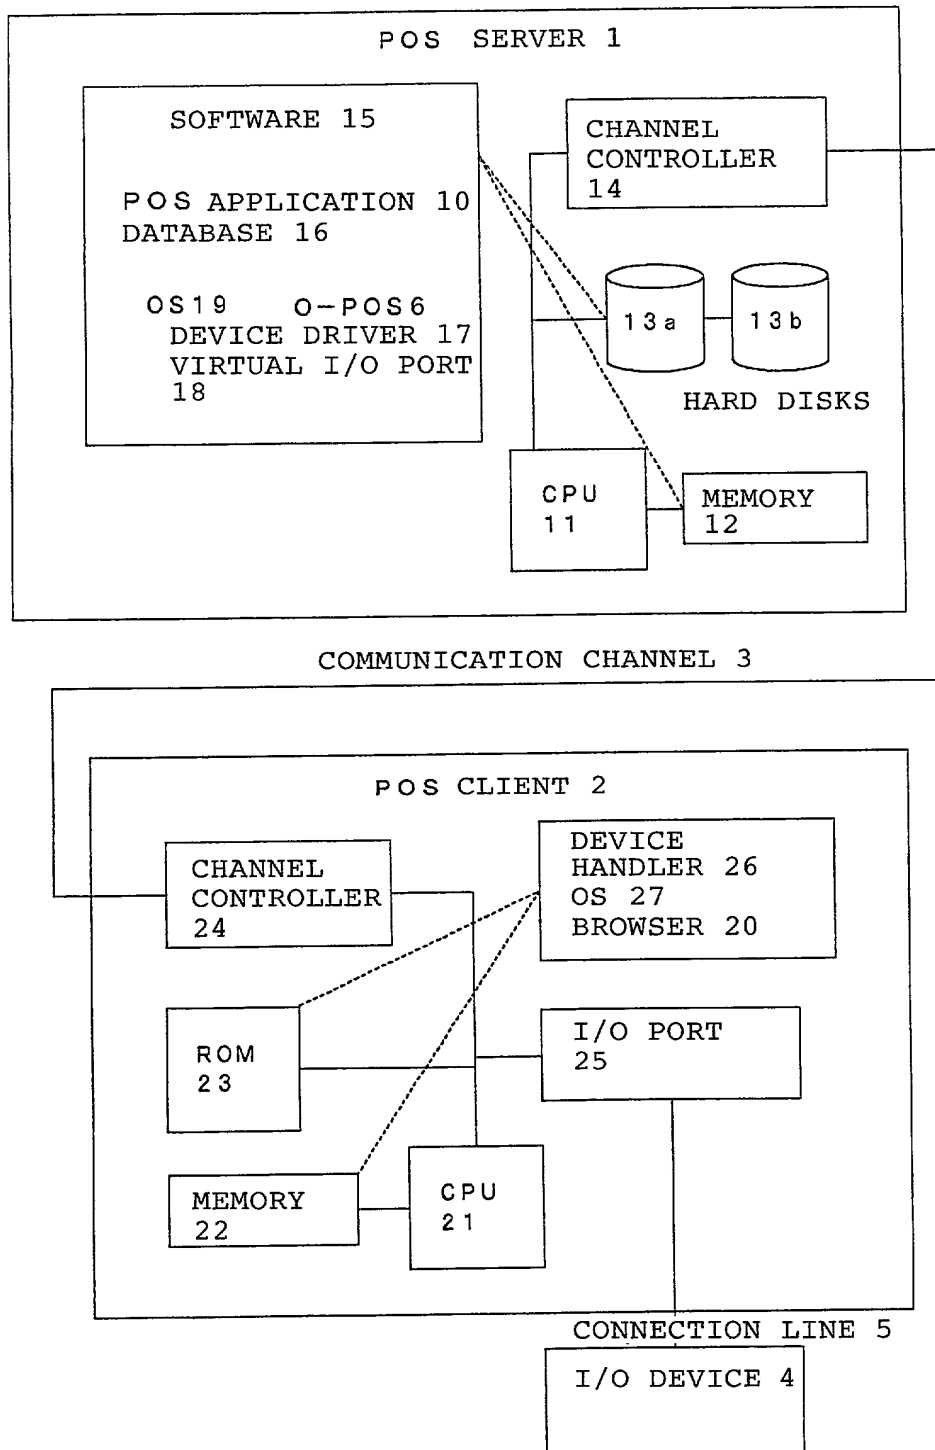 POS SERVER 1
SOFTWARE 15
POS APPLICATION 10
DATABASE 16
OS19 O-POS6
DEVICE DRIVER 17
VIRTUAL I/O PORT
18
CHANNEL
CONTROLLER
14
13a 13b
HARD DISKS
CPU
11
MEMORY
12
COMMUNICATION CHANNEL 3
POS CLIENT 2
CHANNEL
CONTROLLER
24
DEVICE
HANDLER 26
OS 27
BROWSER 20
ROM
23
I/O PORT
25
MEMORY
22
CPU
21
CONNECTION LINE 5
I/O DEVICE 4